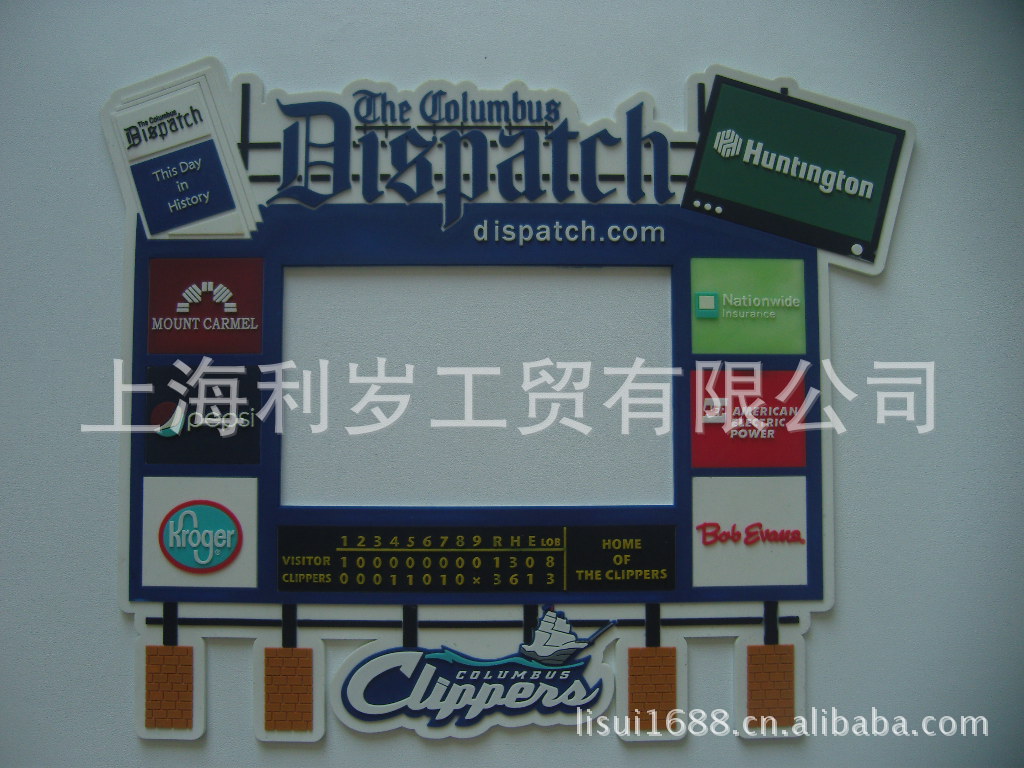 The Columbus
Dispatch
dispatch.com
The Columbus
Dispatch
This Day
in
History
Huntington
MOUNT CARMEL
Nationwide
Insurance
上海利岁工贸有限公司
pepsi
AEP AMERICAN
ELECTRIC
POWER
Kroger
Bob Evans
1 2 3 4 5 6 7 8 9 R H E LOB
VISITOR 1 0 0 0 0 0 0 0 0 1 3 0 8
CLIPPERS 0 0 0 1 1 0 1 0 x 3 6 1 3
HOME
OF
THE CLIPPERS
COLUMBUS
Clippers
lisui1688.cn.alibaba.com